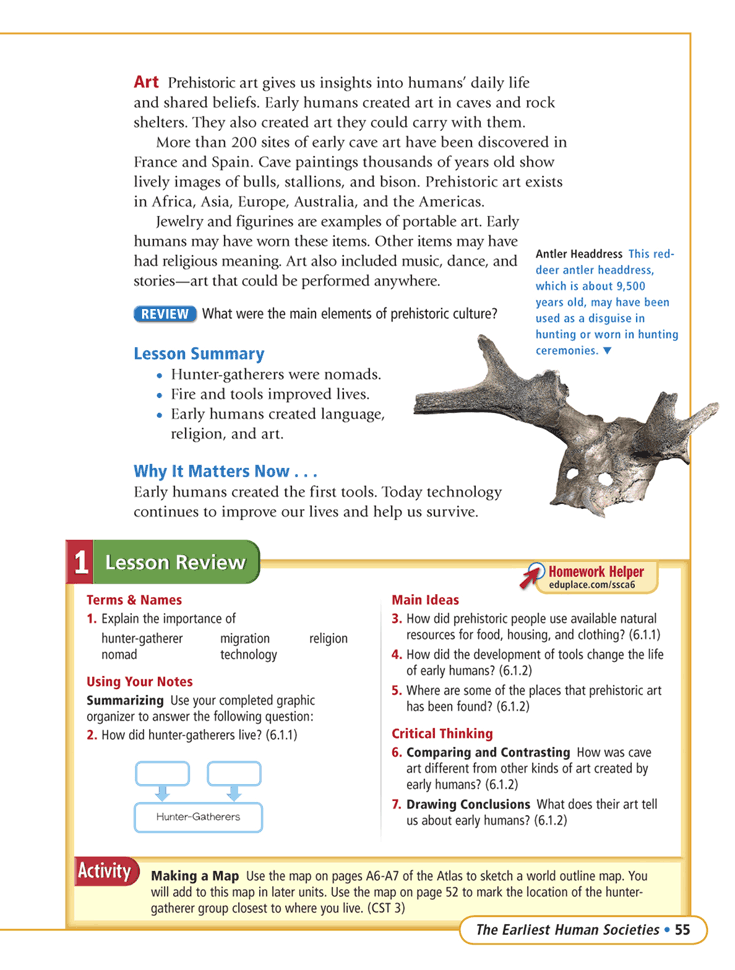 Art Prehistoric art gives us insights into humans' daily life
and shared beliefs. Early humans created art in caves and rock
shelters. They also created art they could carry with them.
More than 200 sites of early cave art have been discovered in
France and Spain. Cave paintings thousands of years old show
lively images of bulls, stallions, and bison. Prehistoric art exists
in Africa, Asia, Europe, Australia, and the Americas.
Jewelry and figurines are examples of portable art. Early
humans may have worn these items. Other items may have
had religious meaning. Art also included music, dance, and
stories—art that could be performed anywhere.
REVIEW What were the main elements of prehistoric culture?
Antler Headdress This red-
deer antler headdress,
which is about 9,500
years old, may have been
used as a disguise in
hunting or worn in hunting
ceremonies. ▼
Lesson Summary
• Hunter-gatherers were nomads.
• Fire and tools improved lives.
• Early humans created language,
religion, and art.
Why It Matters Now . . .
Early humans created the first tools. Today technology
continues to improve our lives and help us survive.
1 Lesson Review
Homework Helper
eduplace.com/ssca6
Terms & Names
1. Explain the importance of
hunter-gatherer migration religion
nomad technology
Using Your Notes
Summarizing Use your completed graphic
organizer to answer the following question:
2. How did hunter-gatherers live? (6.1.1)
Hunter-Gatherers
Main Ideas
3. How did prehistoric people use available natural
resources for food, housing, and clothing? (6.1.1)
4. How did the development of tools change the life
of early humans? (6.1.2)
5. Where are some of the places that prehistoric art
has been found? (6.1.2)
Critical Thinking
6. Comparing and Contrasting How was cave
art different from other kinds of art created by
early humans? (6.1.2)
7. Drawing Conclusions What does their art tell
us about early humans? (6.1.2)
Activity
Making a Map Use the map on pages A6-A7 of the Atlas to sketch a world outline map. You
will add to this map in later units. Use the map on page 52 to mark the location of the hunter-
gatherer group closest to where you live. (CST 3)
The Earliest Human Societies • 55